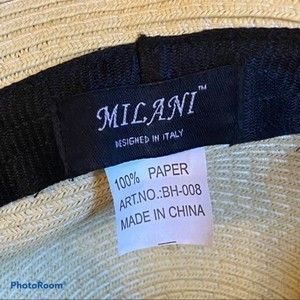 MILANI™
DESIGNED IN ITALY
100% PAPER
ART.NO.:BH-008
MADE IN CHINA
PhotoRoom